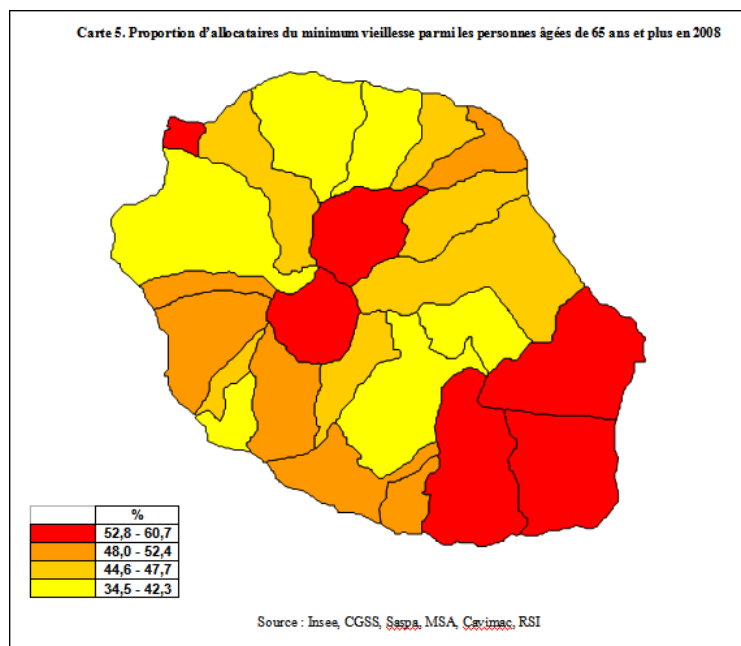 Carte 5. Proportion d'allocataires du minimum vieillesse parmi les personnes âgées de 65 ans et plus en 2008
%
52,8 - 60,7
48,0 - 52,4
44,6 - 47,7
34,5 - 42,3
Source : Insee, CGSS, Saspa, MSA, Cavimac, RSI